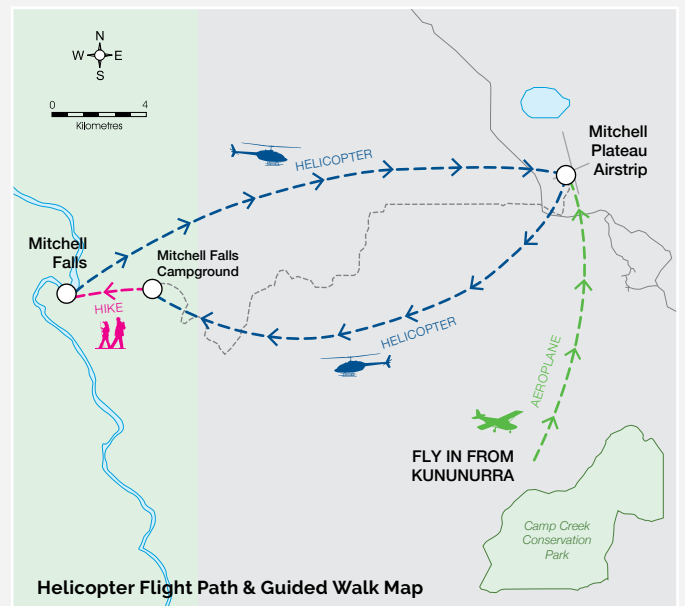 N
W
E
S
0
4
Kilometres
HELICOPTER
Mitchell
Plateau
Airstrip
Mitchell
Falls
Mitchell Falls
Campground
HIKE
HELICOPTER
AEROPLANE
FLY IN FROM
KUNUNURRA
Camp Creek
Conservation
Park
Helicopter Flight Path & Guided Walk Map